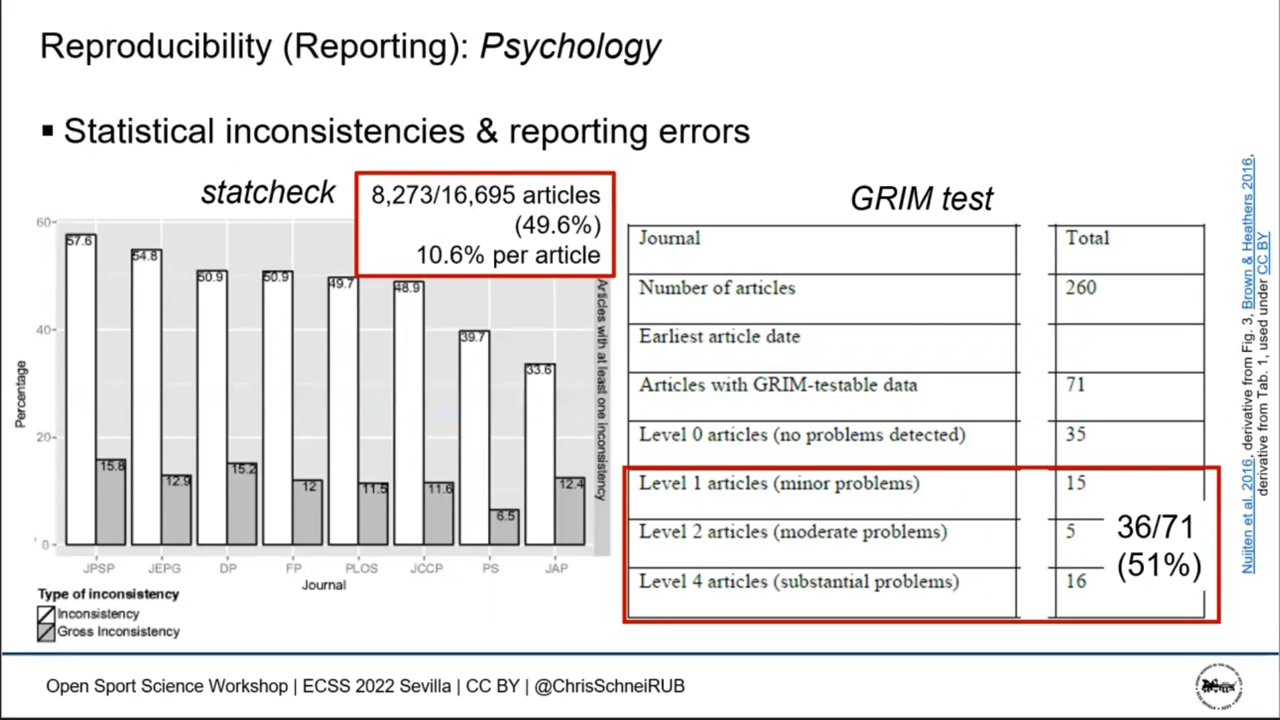 Reproducibility (Reporting): Psychology
▪ Statistical inconsistencies & reporting errors
statcheck
8,273/16,695 articles
(49.6%)
10.6% per article
60
40
20
0
Percentage
57.6
54.8
50.9
50.9
49.7
48.9
39.7
33.6
15.8
12.9
15.2
12
11.5
11.6
6.5
12.4
Articles with at least one inconsistency
JPSP JEPG DP FP PLOS JCCP PS JAP
Journal
Type of inconsistency
Inconsistency
Gross Inconsistency
GRIM test
Journal Total
Number of articles 260
Earliest article date
Articles with GRIM-testable data 71
Level 0 articles (no problems detected) 35
Level 1 articles (minor problems) 15
Level 2 articles (moderate problems) 5
Level 4 articles (substantial problems) 16
36/71
(51%)
Nuijten et al. 2016, derivative from Fig. 3, Brown & Heathers 2016,
derivative from Tab. 1, used under CC BY
Open Sport Science Workshop | ECSS 2022 Sevilla | CC BY | @ChrisSchneiRUB